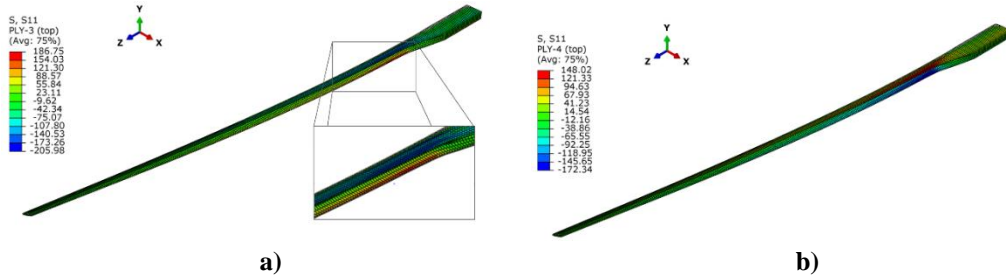 S, S11
PLY-3 (top)
(Avg: 75%)
186.75
154.03
121.30
88.57
55.84
23.11
-9.62
-42.34
-75.07
-107.80
-140.53
-173.26
-205.98
Y
Z
X
a)
S, S11
PLY-4 (top)
(Avg: 75%)
148.02
121.33
94.63
67.93
41.23
14.54
-12.16
-38.86
-65.55
-92.25
-118.95
-145.65
-172.34
Y
Z
X
b)